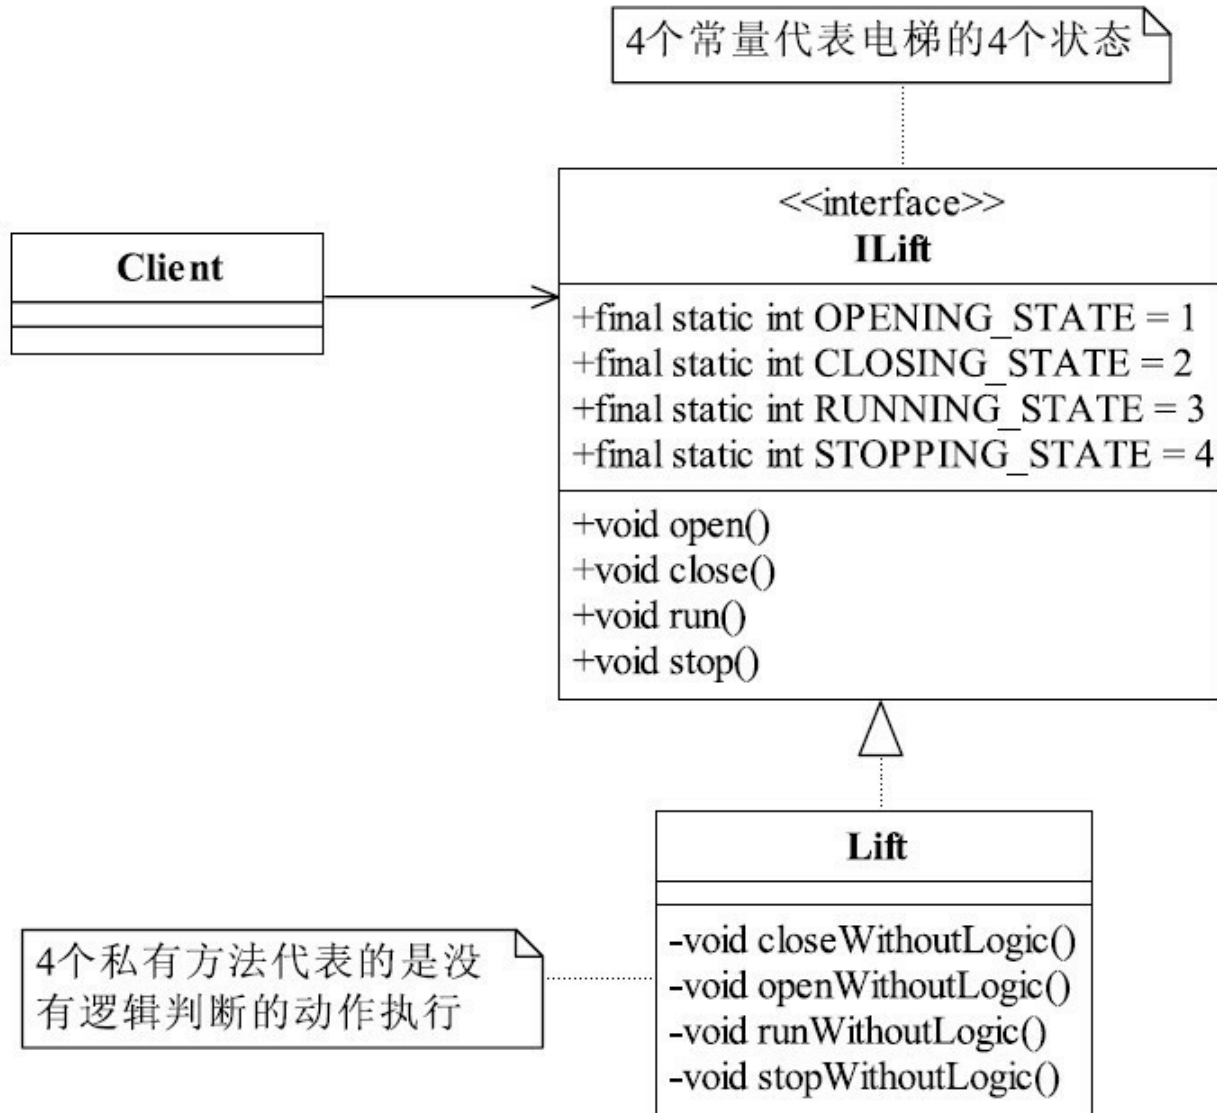 4个常量代表电梯的4个状态
<<interface>>
ILift
Client
+final static int OPENING_STATE = 1
+final static int CLOSING_STATE = 2
+final static int RUNNING_STATE = 3
+final static int STOPPING_STATE = 4
+void open()
+void close()
+void run()
+void stop()
Lift
4个私有方法代表的是没
有逻辑判断的动作执行
-void closeWithoutLogic()
-void openWithoutLogic()
-void runWithoutLogic()
-void stopWithoutLogic()